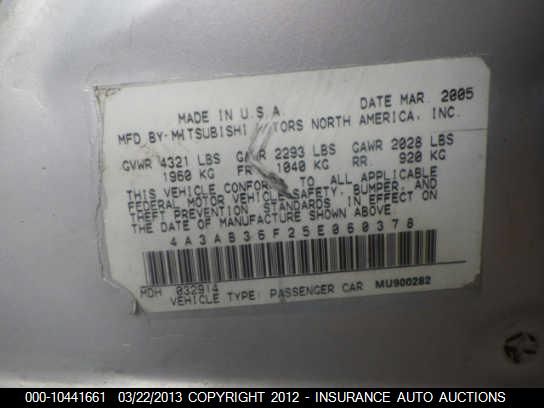 MADE IN U.S.A. DATE MAR. 2005
MFD BY-MITSUBISHI MOTORS NORTH AMERICA, INC.
GVWR 4321 LBS GAWR 2293 LBS GAWR 2028 LBS
1960 KG FR 1040 KG RR. 920 KG
THIS VEHICLE CONFORMS TO ALL APPLICABLE
FEDERAL MOTOR VEHICLE SAFETY, BUMPER, AND
THEFT PREVENTION STANDARDS IN EFFECT ON
THE DATE OF MANUFACTURE SHOWN ABOVE
4A3AB36F25E060378
MDH 032914
VEHICLE TYPE: PASSENGER CAR MU900282
000-10441661 03/22/2013 COPYRIGHT 2012 - INSURANCE AUTO AUCTIONS